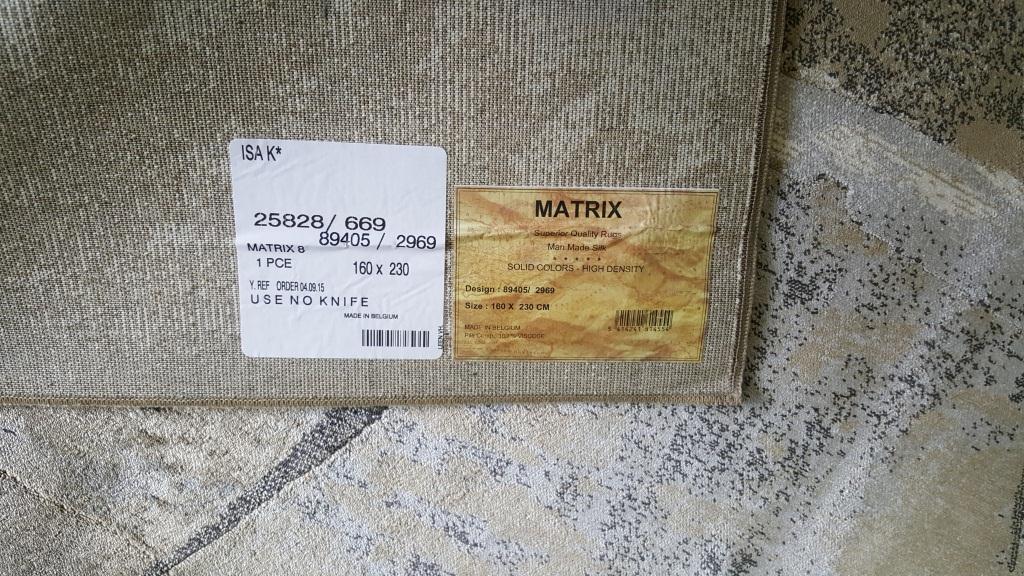 ISA K*
25828/ 669
89405 / 2969
MATRIX 8
1 PCE 160 x 230
Y. REF ORDER 04.09.15
USE NO KNIFE
MADE IN BELGIUM
MATRIX
Superior Quality Rugs
Man Made Silk
SOLID COLORS - HIGH DENSITY
Design : 89405/ 2969
Size : 160 X 230 CM
MADE IN BELGIUM